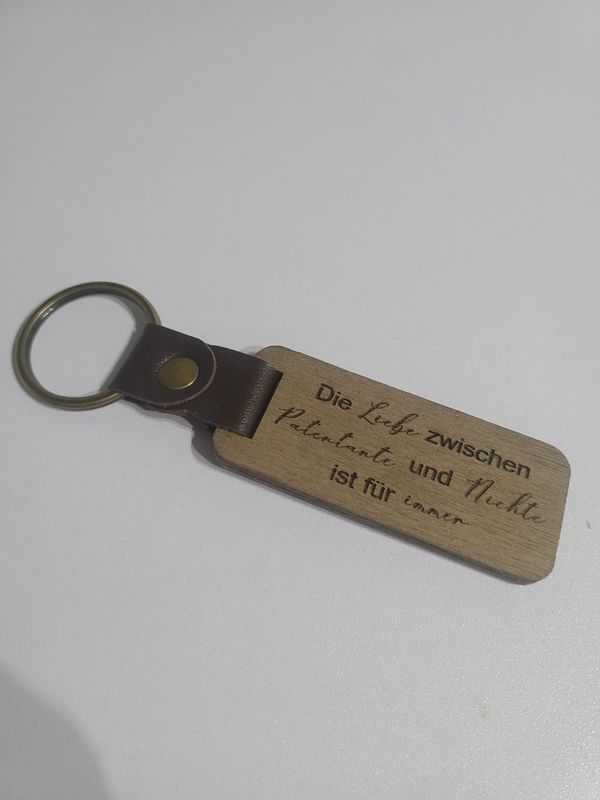 Die Liebe zwischen
Patentante und Nichte
ist für immer